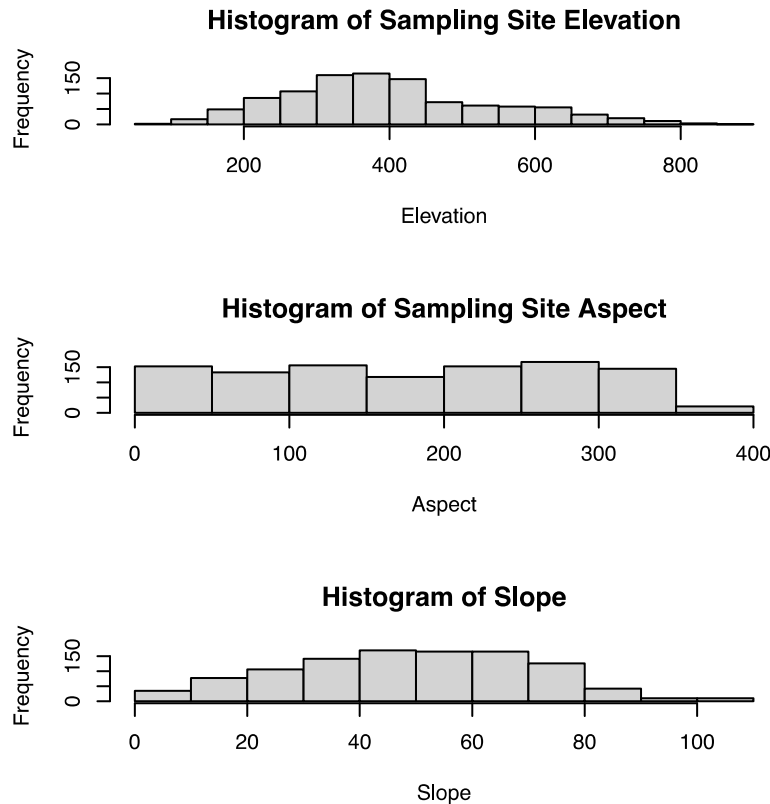 Histogram of Sampling Site Elevation
Frequency
0 150
200 400 600 800
Elevation
Histogram of Sampling Site Aspect
Frequency
0 150
0 100 200 300 400
Aspect
Histogram of Slope
Frequency
0 150
0 20 40 60 80 100
Slope